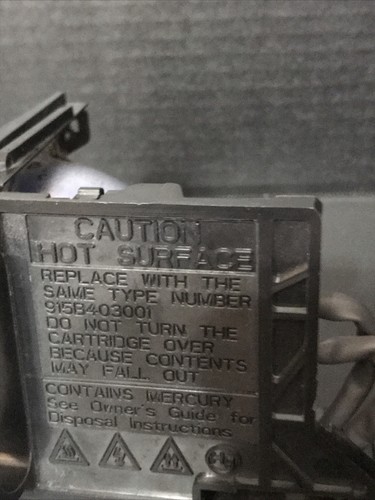 CAUTION
HOT SURFACE
REPLACE WITH THE
SAME TYPE NUMBER
915B403001
DO NOT TURN THE
CARTRIDGE OVER
BECAUSE CONTENTS
MAY FALL OUT
CONTAINS MERCURY
See Owner's Guide for
Disposal Instructions